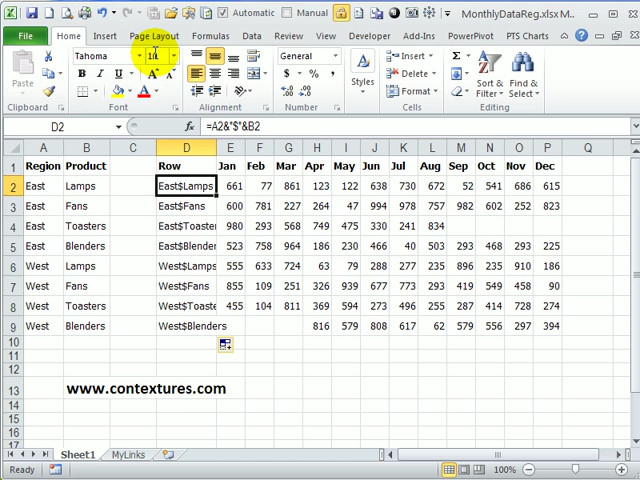 Automatic Manual MonthlyDataReg.xlsx M...
File Home Insert Page Layout Formulas Data Review View Developer Add-Ins PowerPivot PTS Charts
Tahoma 10 General Insert
Paste B I U A A $ % , Styles Delete Sort & Filter Find & Select
Format
Clipboard Font Alignment Number Cells Editing
D2 fx =A2&"$"&B2
A B C D E F G H I J K L M N O P Q
1 Region Product Row Jan Feb Mar Apr May Jun Jul Aug Sep Oct Nov Dec
2 East Lamps East$Lamps 661 77 861 123 122 638 730 672 52 541 686 615
3 East Fans East$Fans 600 781 227 264 47 994 978 757 982 602 252 823
4 East Toasters East$Toaster 980 293 568 749 475 330 241 834
5 East Blenders East$Blender 523 758 964 186 230 466 40 502 293 468 293 225
6 West Lamps West$Lamps 555 633 724 63 79 288 277 235 896 235 910 186
7 West Fans West$Fans 855 109 251 326 939 677 777 293 419 549 458 90
8 West Toasters West$Toaste 455 104 811 369 594 273 496 255 287 414 728 274
9 West Blenders West$Blenders 816 579 808 617 62 579 556 297 394
10
11
12
13 www.contextures.com
14
15
16
17
Sheet1 MyLinks
Ready 100%